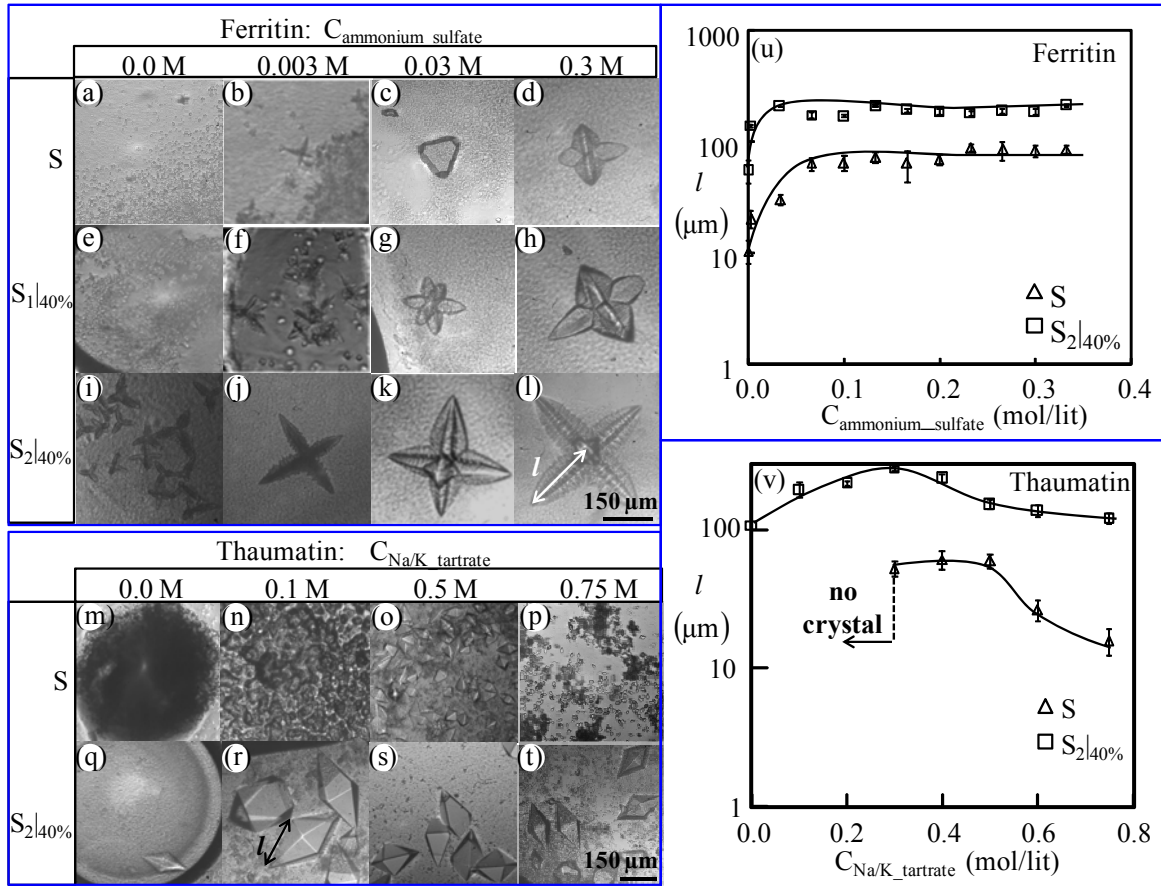 Ferritin: C_ammonium_sulfate
0.0 M 0.003 M 0.03 M 0.3 M
S
(a) (b) (c) (d)
S1|40%
(e) (f) (g) (h)
S2|40%
(i) (j) (k) (l)
l
150 µm
Thaumatin: C_Na/K_tartrate
0.0 M 0.1 M 0.5 M 0.75 M
S
(m) (n) (o) (p)
S2|40%
(q) (r) (s) (t)
l
150 µm
(u) Ferritin
1000
100
10
1
l
(µm)
S
S2|40%
0.0 0.1 0.2 0.3 0.4
C_ammonium_sulfate (mol/lit)
(v) Thaumatin
100
10
1
l
(µm)
no
crystal
S
S2|40%
0.0 0.2 0.4 0.6 0.8
C_Na/K_tartrate (mol/lit)